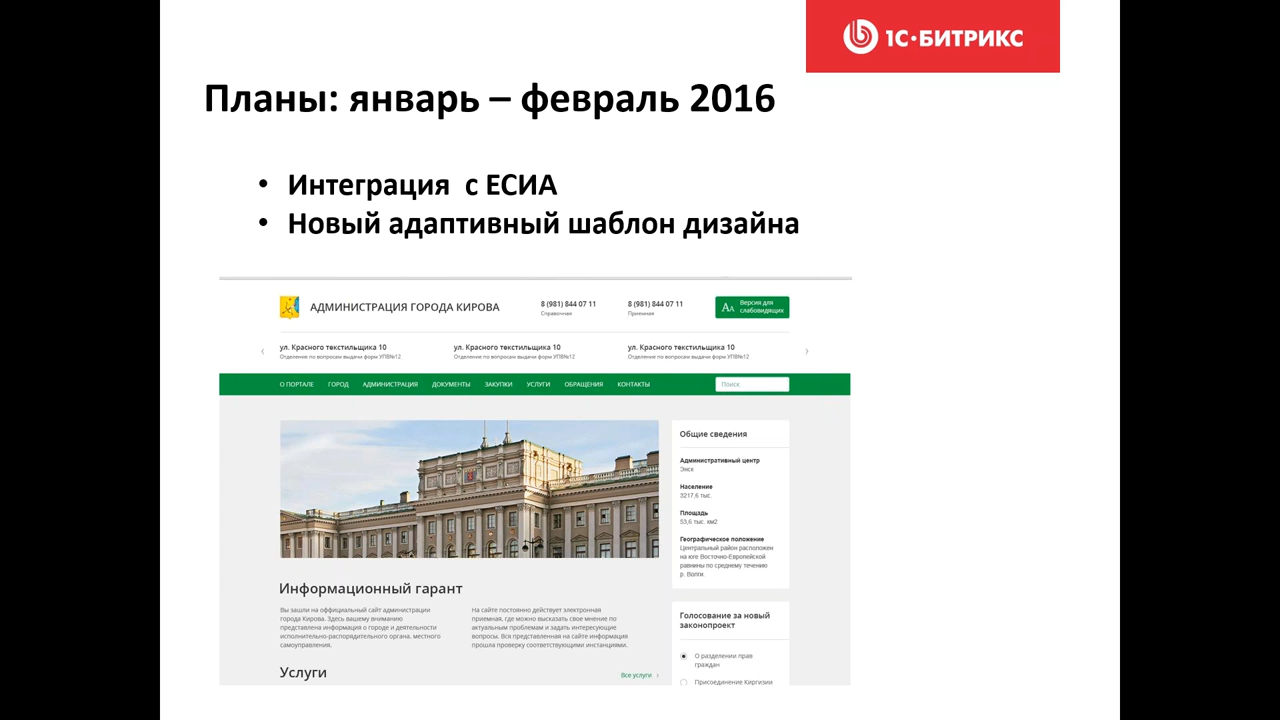 1С·БИТРИКС
Планы: январь – февраль 2016
• Интеграция с ЕСИА
• Новый адаптивный шаблон дизайна
АДМИНИСТРАЦИЯ ГОРОДА КИРОВА
8 (981) 844 07 11
Справочная
8 (981) 844 07 11
Приемная
АА Версия для
слабовидящих
ул. Красного текстильщика 10
Отделение по вопросам выдачи форм УПВ№12
ул. Красного текстильщика 10
Отделение по вопросам выдачи форм УПВ№12
ул. Красного текстильщика 10
Отделение по вопросам выдачи форм УПВ№12
О ПОРТАЛЕ ГОРОД АДМИНИСТРАЦИЯ ДОКУМЕНТЫ ЗАКУПКИ УСЛУГИ ОБРАЩЕНИЯ КОНТАКТЫ Поиск
Общие сведения
Административный центр
Энск
Население
3217,6 тыс.
Площадь
53,6 тыс. км2
Географическое положение
Центральный район расположен
на юге Восточно-Европейской
равнины по среднему течению
р. Волги.
Информационный гарант
Вы зашли на оффициальный сайт администрации
города Кирова. Здесь вашему вниманию
представлена информация о городе и деятельности
исполнительно-распорядительного органа, местного
самоуправления.
На сайте постоянно действует электронная
приемная, где можно высказать свое мнение по
актуальным проблемам и задать интересующие
вопросы. Вся представленная на сайте информация
прошла проверку соответствующими инстанциями.
Голосование за новый
законопроект
О разделении прав
граждан
Присоединение Киргизии
Услуги
Все услуги